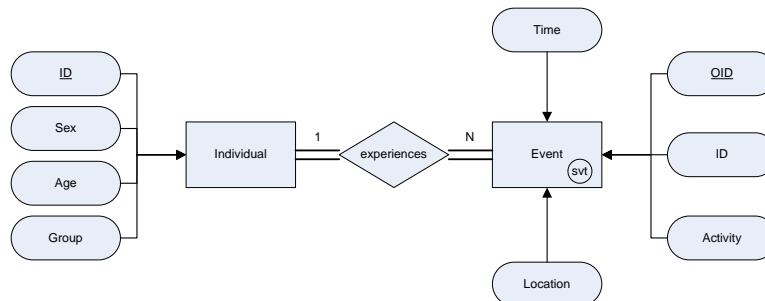 Time
ID
OID
Sex
1
N
Individual
experiences
Event
ID
svt
Age
Group
Activity
Location